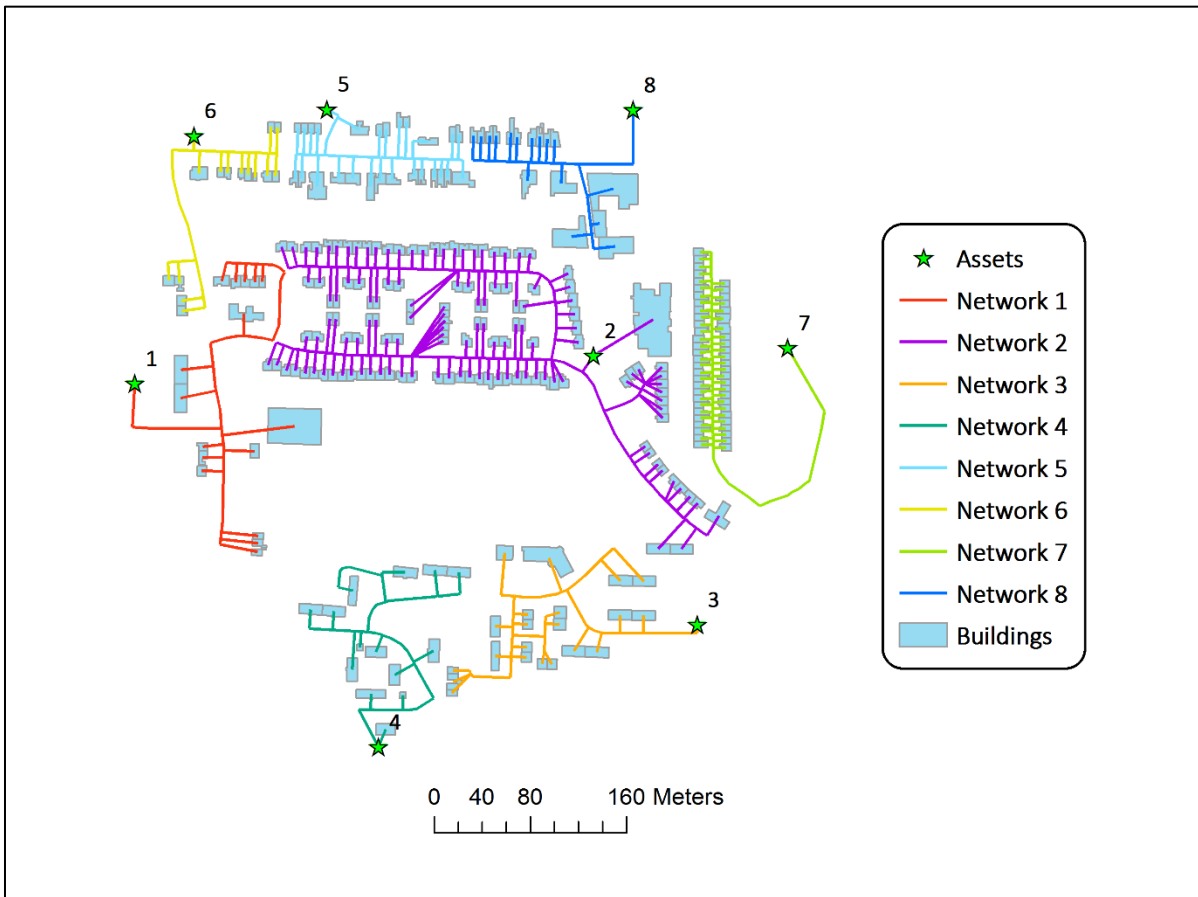 5
8
6
Assets
Network 1
Network 2
Network 3
Network 4
Network 5
Network 6
Network 7
Network 8
Buildings
7
2
1
3
4
0 40 80 160 Meters